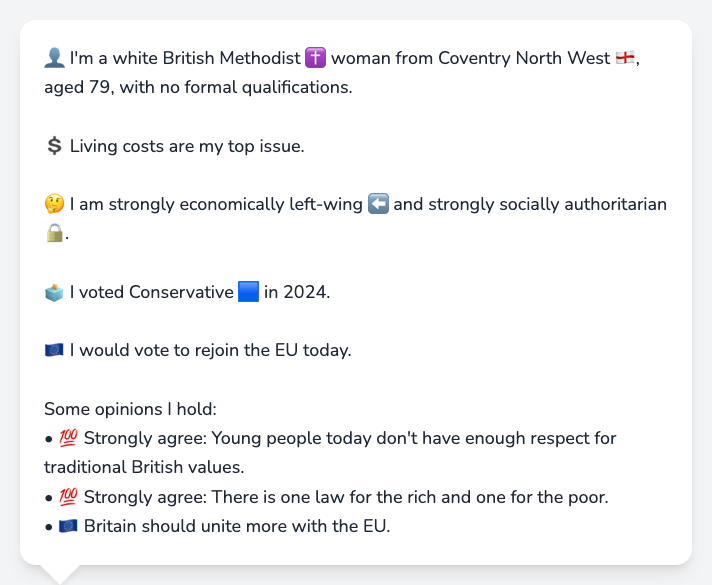 👤 I'm a white British Methodist ✝️ woman from Coventry North West 🏴󠁧󠁢󠁥󠁮󠁧󠁿,
aged 79, with no formal qualifications.
💲 Living costs are my top issue.
🤔 I am strongly economically left-wing ⬅️ and strongly socially authoritarian
🔒.
🗳️ I voted Conservative 🟦 in 2024.
🇪🇺 I would vote to rejoin the EU today.
Some opinions I hold:
• 💯 Strongly agree: Young people today don't have enough respect for
traditional British values.
• 💯 Strongly agree: There is one law for the rich and one for the poor.
• 🇪🇺 Britain should unite more with the EU.